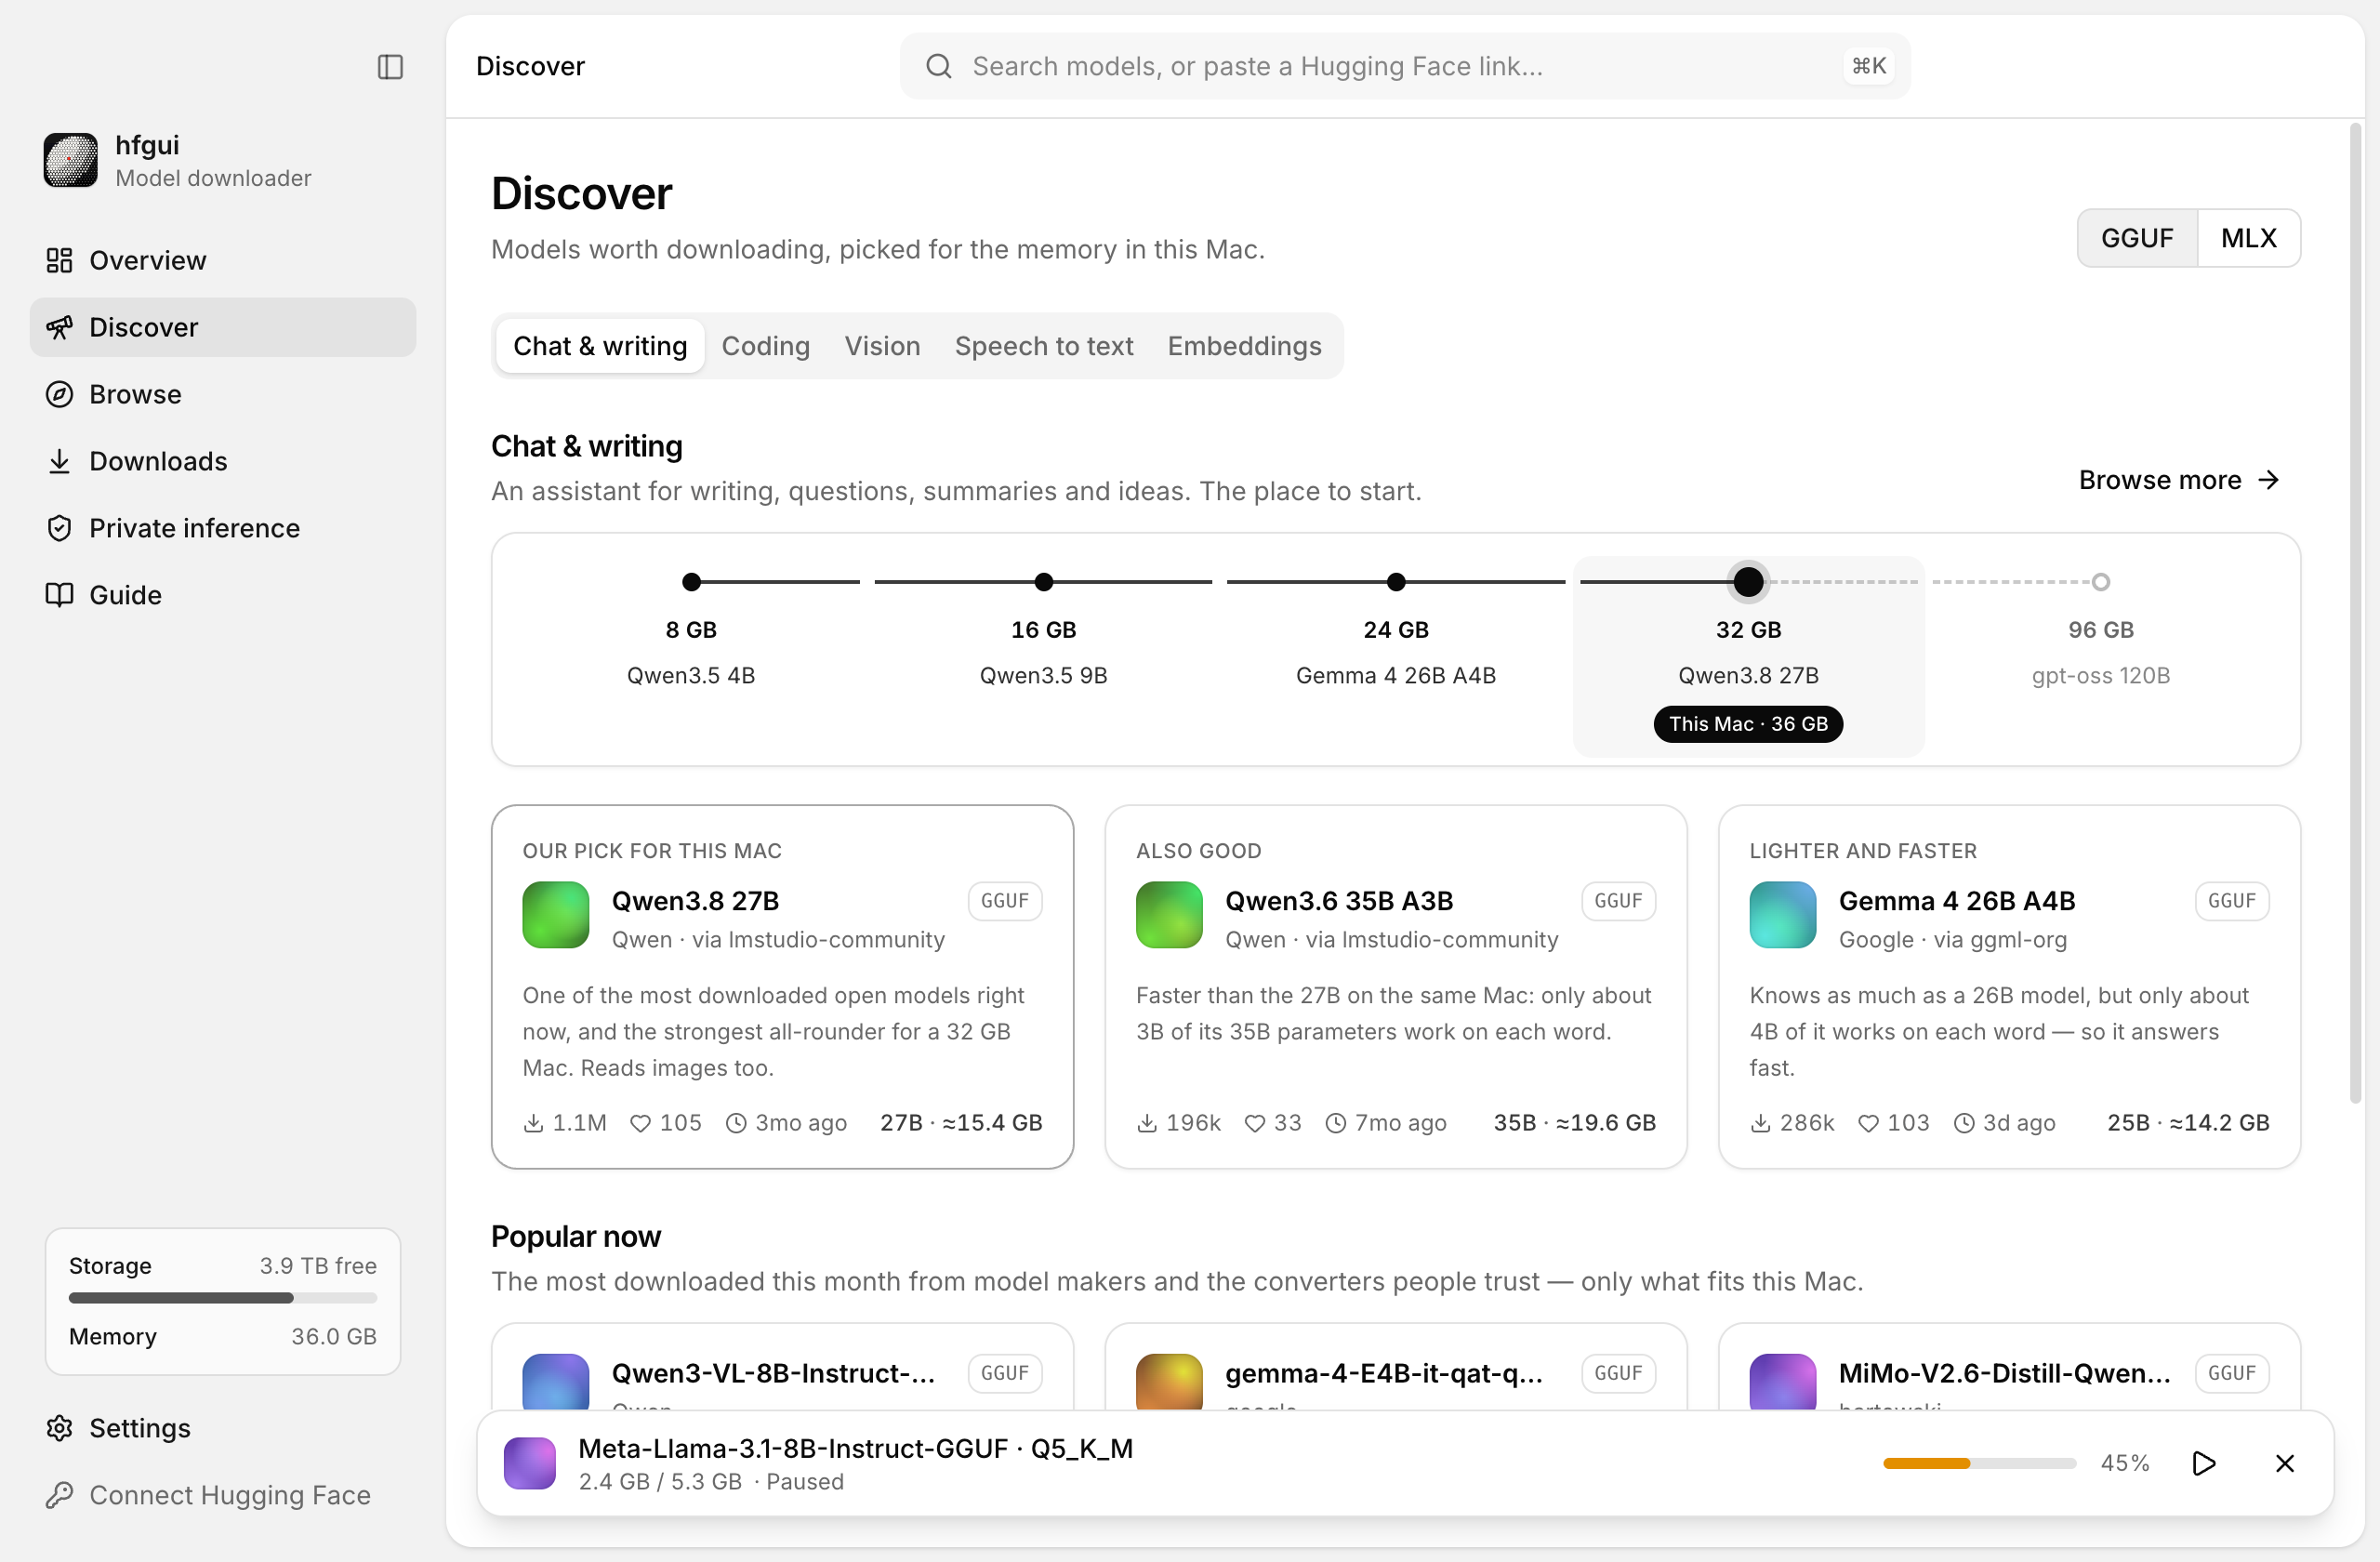 hfgui
Model downloader
Overview
Discover
Browse
Downloads
Private inference
Guide
Storage 3.9 TB free
Memory 36.0 GB
Settings
Connect Hugging Face
Discover
Search models, or paste a Hugging Face link... ⌘K
Discover
Models worth downloading, picked for the memory in this Mac.
GGUF MLX
Chat & writing Coding Vision Speech to text Embeddings
Chat & writing
An assistant for writing, questions, summaries and ideas. The place to start.
Browse more →
8 GB 16 GB 24 GB 32 GB 96 GB
Qwen3.5 4B Qwen3.5 9B Gemma 4 26B A4B Qwen3.8 27B gpt-oss 120B
This Mac · 36 GB
OUR PICK FOR THIS MAC
Qwen3.8 27B GGUF
Qwen · via lmstudio-community
One of the most downloaded open models right
now, and the strongest all-rounder for a 32 GB
Mac. Reads images too.
1.1M 105 3mo ago 27B · ≈15.4 GB
ALSO GOOD
Qwen3.6 35B A3B GGUF
Qwen · via lmstudio-community
Faster than the 27B on the same Mac: only about
3B of its 35B parameters work on each word.
196k 33 7mo ago 35B · ≈19.6 GB
LIGHTER AND FASTER
Gemma 4 26B A4B GGUF
Google · via ggml-org
Knows as much as a 26B model, but only about
4B of it works on each word — so it answers
fast.
286k 103 3d ago 25B · ≈14.2 GB
Popular now
The most downloaded this month from model makers and the converters people trust — only what fits this Mac.
Qwen3-VL-8B-Instruct-... GGUF
gemma-4-E4B-it-qat-q... GGUF
MiMo-V2.6-Distill-Qwen... GGUF
Meta-Llama-3.1-8B-Instruct-GGUF · Q5_K_M
2.4 GB / 5.3 GB · Paused
45%